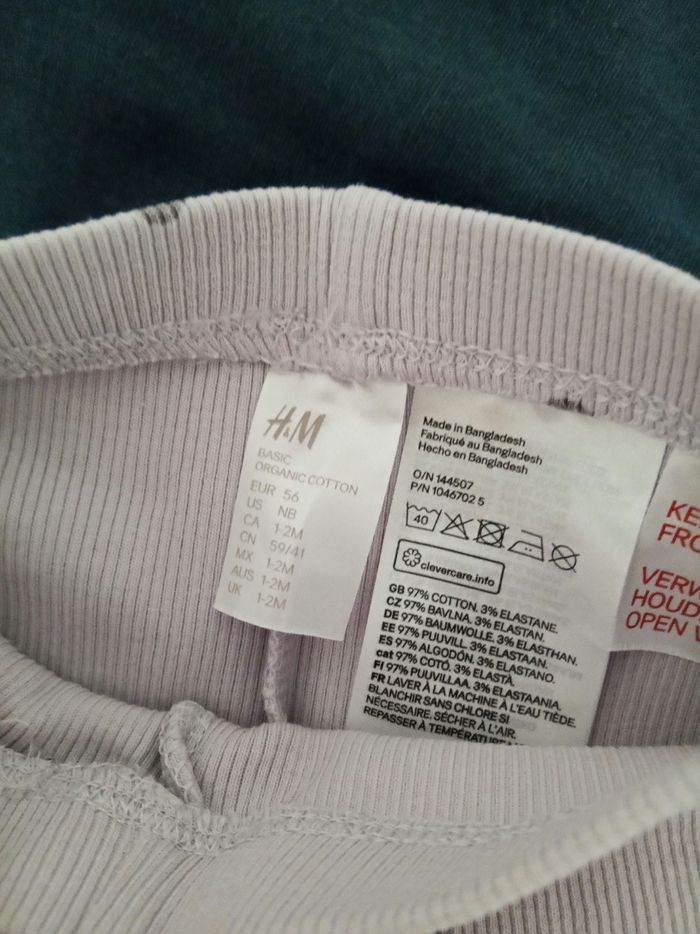 H&M
BASIC
ORGANIC COTTON
EUR 56
US NB
CA 1-2M
CN 59/41
MX 1-2M
AUS 1-2M
UK 1-2M
Made in Bangladesh
Fabriqué au Bangladesh
Hecho en Bangladesh
O/N 144507
P/N 1046702 5
40
clevercare.info
GB 97% COTTON. 3% ELASTANE.
CZ 97% BAVLNA. 3% ELASTAN.
DE 97% BAUMWOLLE. 3% ELASTHAN.
EE 97% PUUVILL. 3% ELASTAAN.
ES 97% ALGODÓN. 3% ELASTANO.
cat 97% COTÓ. 3% ELASTÀ.
FI 97% PUUVILLAA. 3% ELASTAANIA.
FR LAVER À LA MACHINE À L'EAU TIÈDE.
BLANCHIR SANS CHLORE SI
NÉCESSAIRE. SÉCHER À L'AIR.
REPASSER À TEMPÉRATURE
KE
FRO
VERW
HOUD
OPEN V